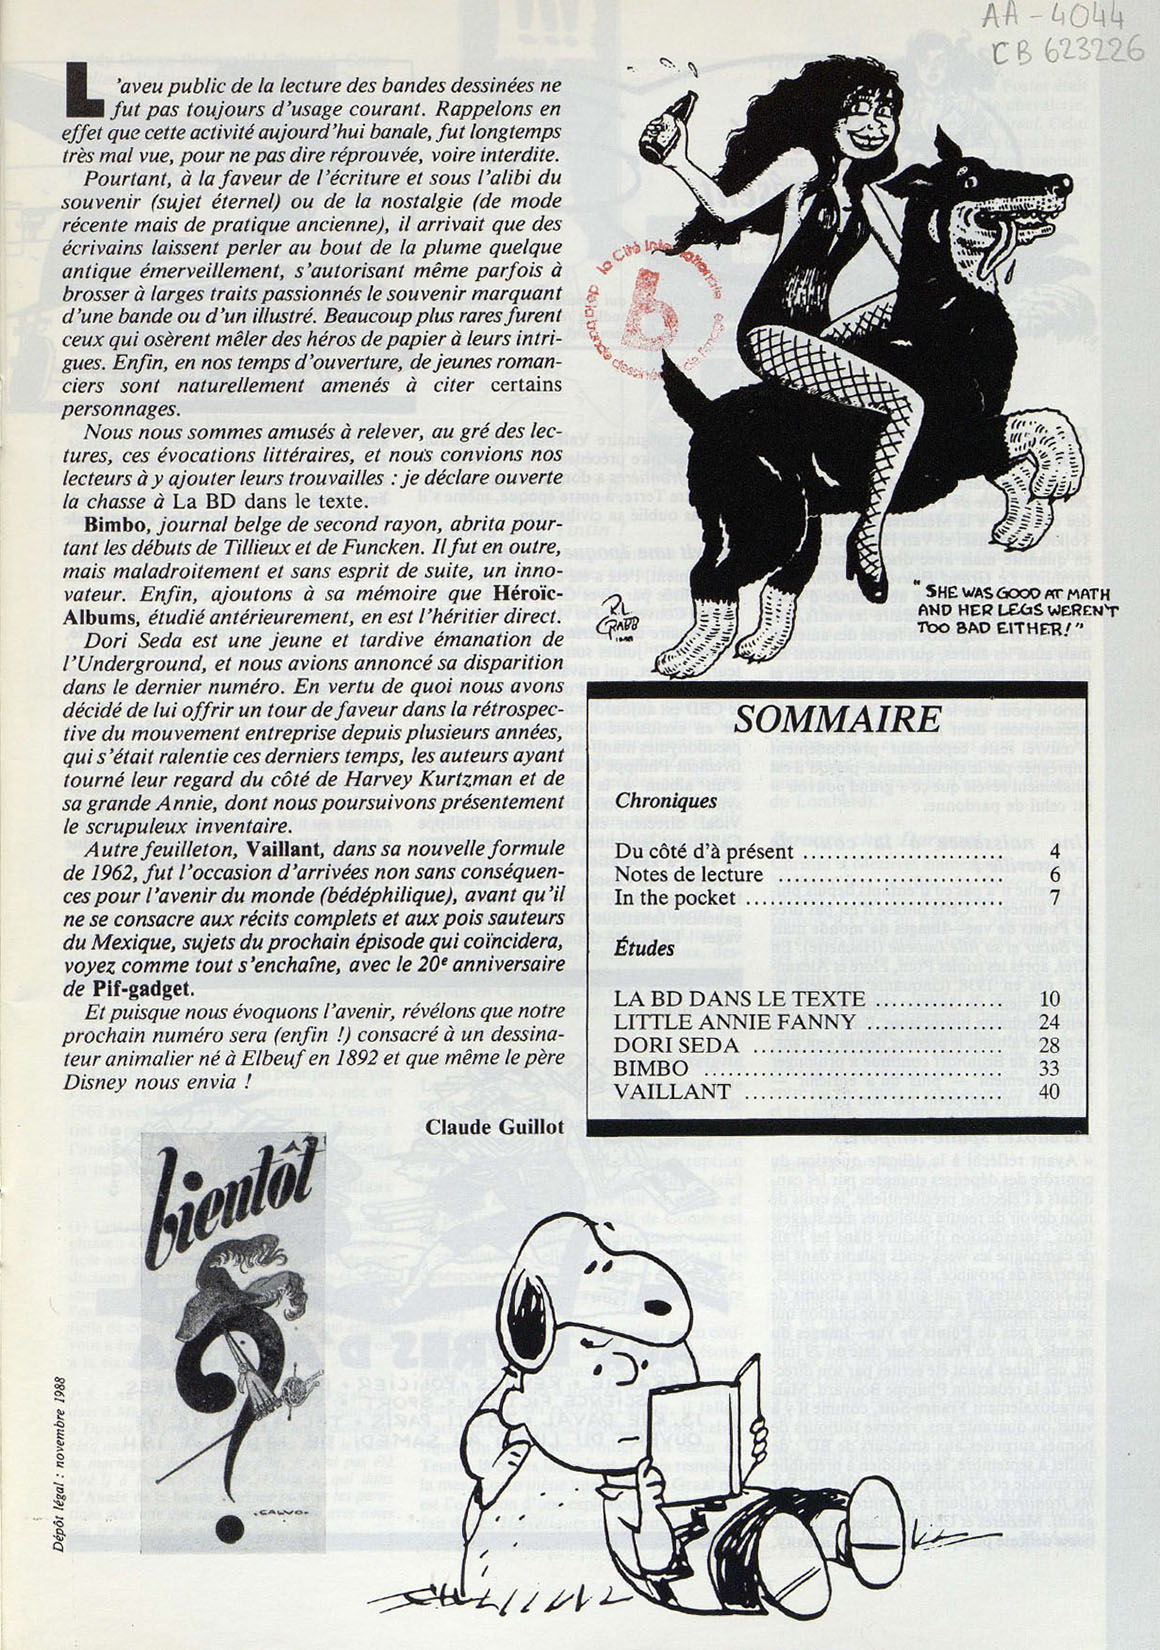 AA - 4044
CB 623226
L'aveu public de la lecture des bandes dessinées ne
fut pas toujours d'usage courant. Rappelons en
effet que cette activité aujourd'hui banale, fut longtemps
très mal vue, pour ne pas dire réprouvée, voire interdite.
Pourtant, à la faveur de l'écriture et sous l'alibi du
souvenir (sujet éternel) ou de la nostalgie (de mode
récente mais de pratique ancienne), il arrivait que des
écrivains laissent perler au bout de la plume quelque
antique émerveillement, s'autorisant même parfois à
brosser à larges traits passionnés le souvenir marquant
d'une bande ou d'un illustré. Beaucoup plus rares furent
ceux qui osèrent mêler des héros de papier à leurs intri-
gues. Enfin, en nos temps d'ouverture, de jeunes roman-
ciers sont naturellement amenés à citer certains
personnages.
Nous nous sommes amusés à relever, au gré des lec-
tures, ces évocations littéraires, et nous convions nos
lecteurs à y ajouter leurs trouvailles : je déclare ouverte
la chasse à La BD dans le texte.
Bimbo, journal belge de second rayon, abrita pour-
tant les débuts de Tillieux et de Funcken. Il fut en outre,
mais maladroitement et sans esprit de suite, un inno-
vateur. Enfin, ajoutons à sa mémoire que Héroïc-
Albums, étudié antérieurement, en est l'héritier direct.
Dori Seda est une jeune et tardive émanation de
l'Underground, et nous avions annoncé sa disparition
dans le dernier numéro. En vertu de quoi nous avons
décidé de lui offrir un tour de faveur dans la rétrospec-
tive du mouvement entreprise depuis plusieurs années,
qui s'était ralentie ces derniers temps, les auteurs ayant
tourné leur regard du côté de Harvey Kurtzman et de
sa grande Annie, dont nous poursuivons présentement
le scrupuleux inventaire.
Autre feuilleton, Vaillant, dans sa nouvelle formule
de 1962, fut l'occasion d'arrivées non sans conséquen-
ces pour l'avenir du monde (bédéphilique), avant qu'il
ne se consacre aux récits complets et aux pois sauteurs
du Mexique, sujets du prochain épisode qui coïncidera,
voyez comme tout s'enchaîne, avec le 20e anniversaire
de Pif-gadget.
Et puisque nous évoquons l'avenir, révélons que notre
prochain numéro sera (enfin !) consacré à un dessina-
teur animalier né à Elbeuf en 1892 et que même le père
Disney nous envia !
Claude Guillot
la Cité Internationale de la bande dessinée
b
R.L. CRABB
"SHE WAS GOOD AT MATH
AND HER LEGS WEREN'T
TOO BAD EITHER!"
SOMMAIRE
Chroniques
Du côté d'à présent ........................ 4
Notes de lecture ........................ 6
In the pocket ........................ 7
Études
LA BD DANS LE TEXTE ................ 10
LITTLE ANNIE FANNY ................ 24
DORI SEDA ........................ 28
BIMBO ........................ 33
VAILLANT ........................ 40
bientôt
CALVO
Dépôt légal : novembre 1988